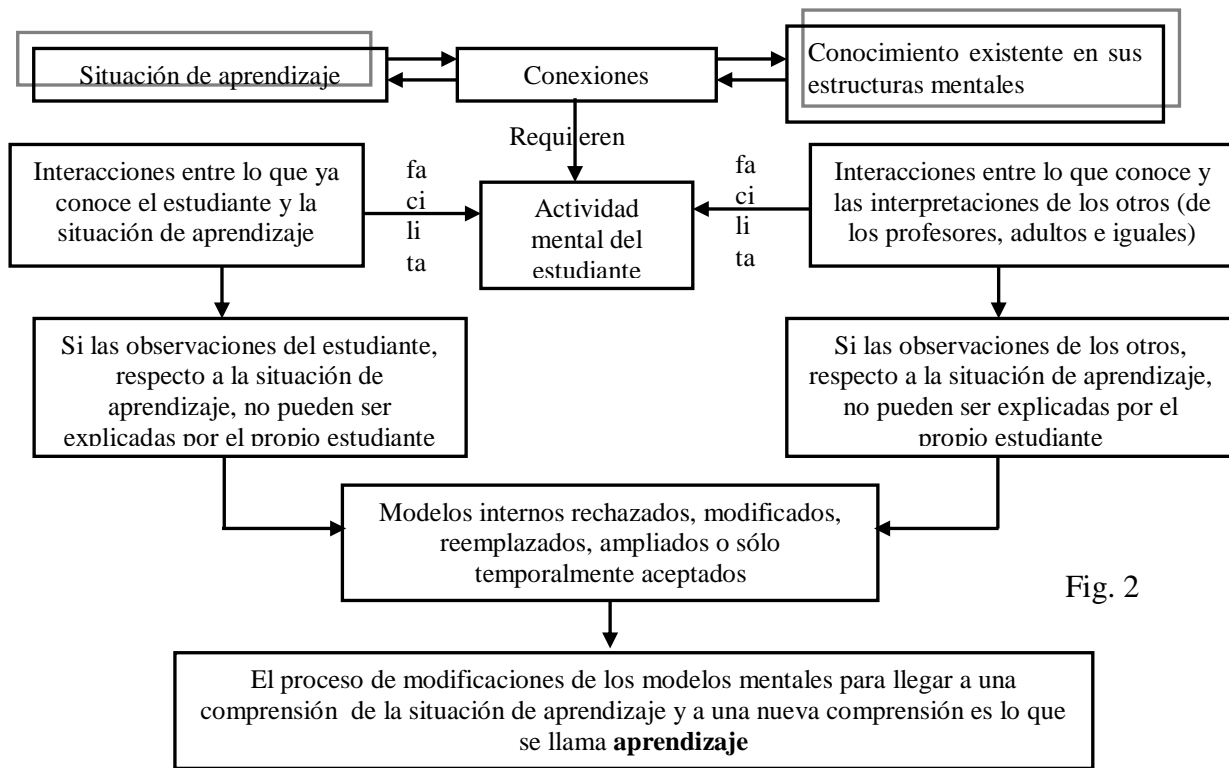 Situación de aprendizaje
Conexiones
Conocimiento existente en sus
estructuras mentales
Requieren
Interacciones entre lo que ya
conoce el estudiante y la
situación de aprendizaje
fa
ci
li
ta
Actividad
mental del
estudiante
fa
ci
li
ta
Interacciones entre lo que conoce y
las interpretaciones de los otros (de
los profesores, adultos e iguales)
Si las observaciones del estudiante,
respecto a la situación de
aprendizaje, no pueden ser
explicadas por el propio estudiante
Si las observaciones de los otros,
respecto a la situación de aprendizaje,
no pueden ser explicadas por el
propio estudiante
Modelos internos rechazados, modificados,
reemplazados, ampliados o sólo
temporalmente aceptados
Fig. 2
El proceso de modificaciones de los modelos mentales para llegar a una
comprensión de la situación de aprendizaje y a una nueva comprensión es lo que
se llama aprendizaje